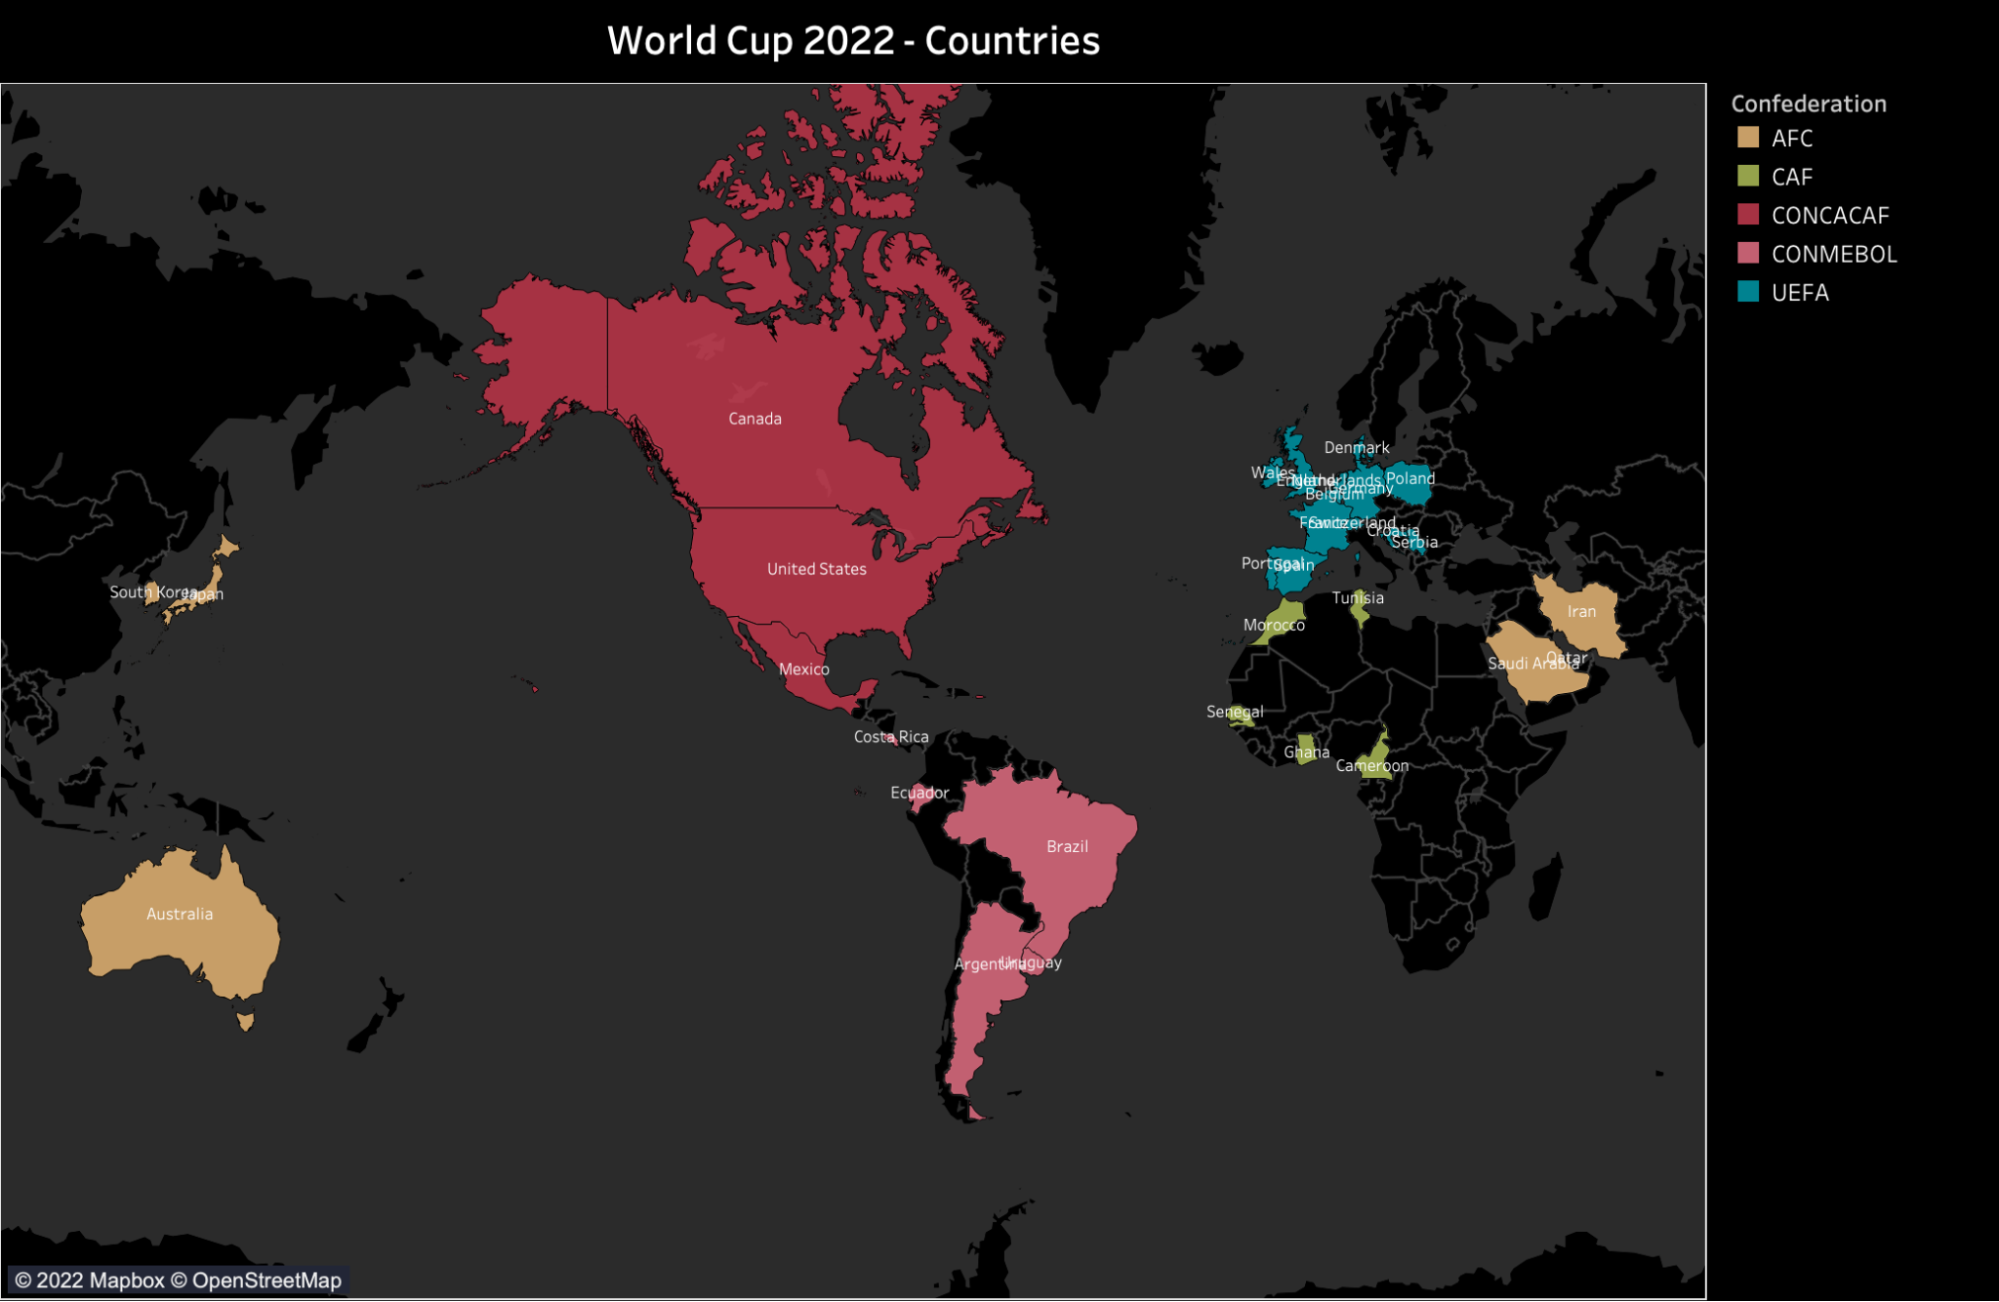 World Cup 2022 - Countries
Confederation
AFC
CAF
CONCACAF
CONMEBOL
UEFA
Canada
United States
Mexico
Costa Rica
Ecuador
Brazil
Argentina
Uruguay
Denmark
Wales
England
Netherlands
Poland
Germany
Belgium
France
Switzerland
Croatia
Serbia
Portugal
Spain
Tunisia
Morocco
Senegal
Ghana
Cameroon
Iran
Qatar
Saudi Arabia
South Korea
Japan
Australia
© 2022 Mapbox © OpenStreetMap